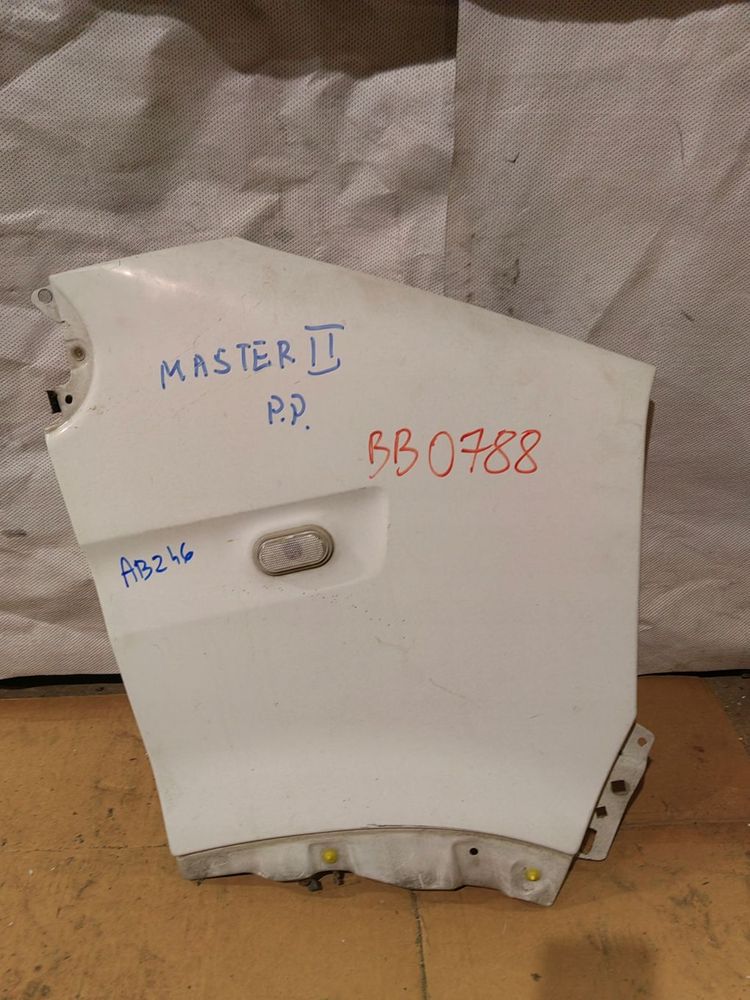 MASTER II
P.P.
BB0788
AB246